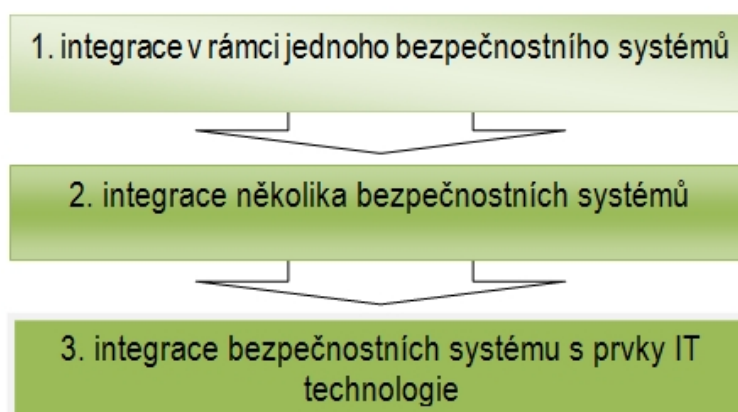 1. integrace v rámci jednoho bezpečnostního systémů
2. integrace několika bezpečnostních systémů
3. integrace bezpečnostních systému s prvky IT
technologie